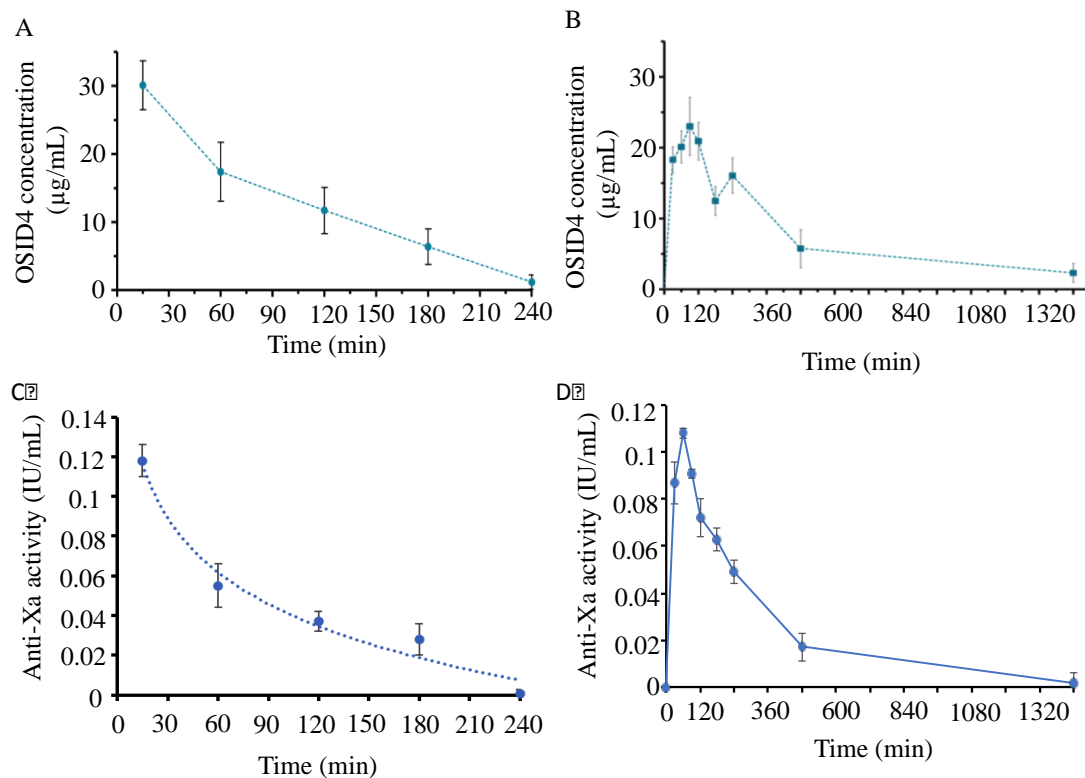 A
OSID4 concentration
(µg/mL)
30
20
10
0
0 30 60 90 120 150 180 210 240
Time (min)
B
OSID4 concentration
(µg/mL)
30
20
10
0
0 120 360 600 840 1080 1320
Time (min)
C⍰
Anti-Xa activity (IU/mL)
0.14
0.12
0.1
0.08
0.06
0.04
0.02
0
0 30 60 90 120 150 180 210 240
Time (min)
D⍰
Anti-Xa activity (IU/mL)
0.12
0.1
0.08
0.06
0.04
0.02
0
0 120 360 600 840 1080 1320
Time (min)